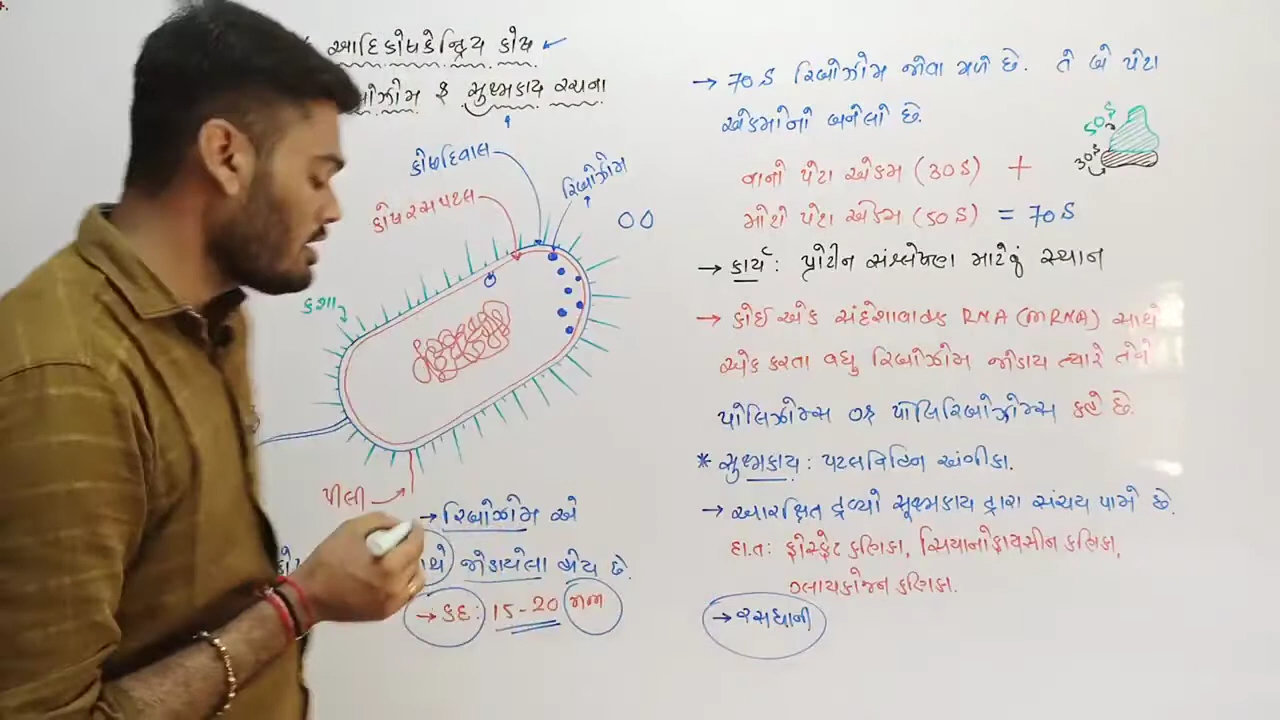 આદિકોષકેન્દ્રિય કોષ
સુક્ષ્મકાય રચના
કોષદિવાલ
રિબોઝોમ
કોષરસપટલ
કશા
પીલી
→ રિબોઝોમ એ
જોડાયેલા હોય છે.
→ કદ: 15-20 nm
→ 70S રિબોઝોમ જોવા મળે છે. તે બે પેટા
એકમોનો બનેલો છે.
50S
30S
નાનો પેટા એકમ (30S) +
મોટો પેટા એકમ (50S) = 70S
→ કાર્ય: પ્રોટીન સંશ્લેષણ માટેનું સ્થાન
→ કોઈ એક સંદેશાવાહક RNA (mRNA) સાથે
એક કરતા વધુ રિબોઝોમ જોડાય ત્યારે તેને
પોલિઝોમ્સ કે પોલિરિબોઝોમ્સ કહે છે.
* સુક્ષ્મકાય: પટલવિહિન અંગીકા.
→ આરક્ષિત દ્રવ્યો સૂક્ષ્મકાય દ્વારા સંચય પામે છે.
દા.ત: ફોસ્ફેટ કણિકા, સિયાનોફાયસીન કણિકા,
ગ્લાયકોજન કણિકા.
→ રસધાની